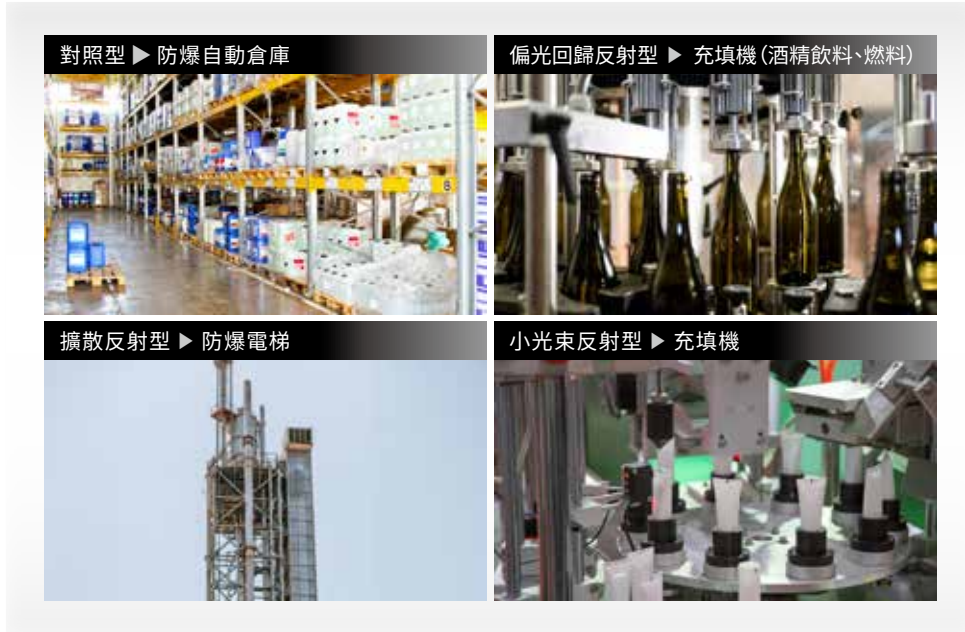 對照型 ▶ 防爆自動倉庫
偏光回歸反射型 ▶ 充填機(酒精飲料、燃料)
8
擴散反射型 ▶ 防爆電梯
小光束反射型 ▶ 充填機